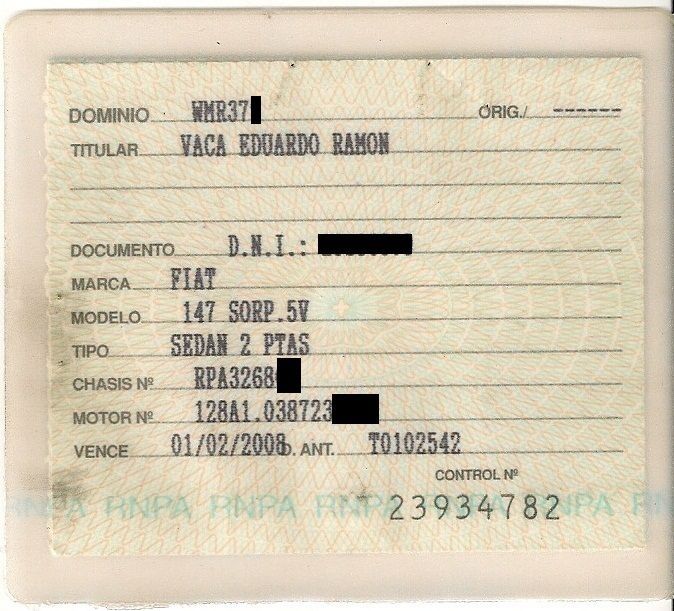 DOMINIO WMR37 ORIG./ ------
TITULAR VACA EDUARDO RAMON
DOCUMENTO D.N.I.:
MARCA FIAT
MODELO 147 SORP.5V
TIPO SEDAN 2 PTAS
CHASIS Nº RPA3268
MOTOR Nº 128A1.038723
VENCE 01/02/2008 D. ANT. T0102542
CONTROL Nº
RNPA RNPA RNPA RNPA RNPA RNPA RN
23934782